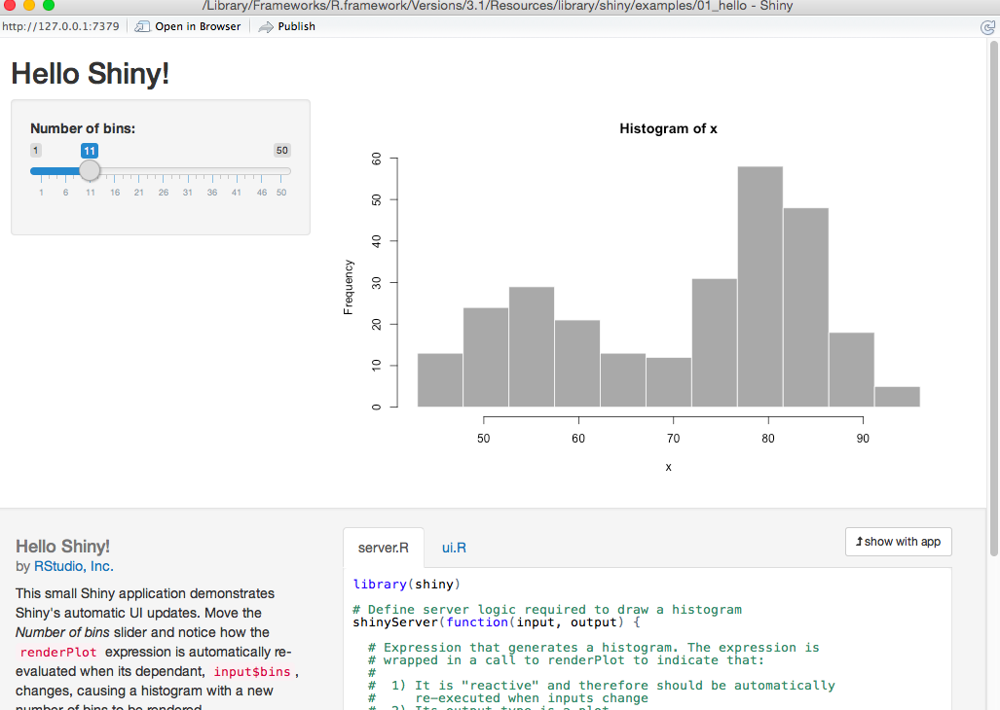 /Library/Frameworks/R.framework/Versions/3.1/Resources/library/shiny/examples/01_hello - Shiny
http://127.0.0.1:7379 Open in Browser Publish
Hello Shiny!
Number of bins:
1 11 50
1 6 11 16 21 26 31 36 41 46 50
Histogram of x
Frequency
60
50
40
30
20
10
0
50 60 70 80 90
x
Hello Shiny!
by RStudio, Inc.
This small Shiny application demonstrates
Shiny's automatic UI updates. Move the
Number of bins slider and notice how the
renderPlot expression is automatically re-
evaluated when its dependant, input$bins,
changes, causing a histogram with a new
number of bins to be rendered.
server.R ui.R
show with app
library(shiny)
# Define server logic required to draw a histogram
shinyServer(function(input, output) {
# Expression that generates a histogram. The expression is
# wrapped in a call to renderPlot to indicate that:
#
# 1) It is "reactive" and therefore should be automatically
# re-executed when inputs change
# 2) Its output type is a plot